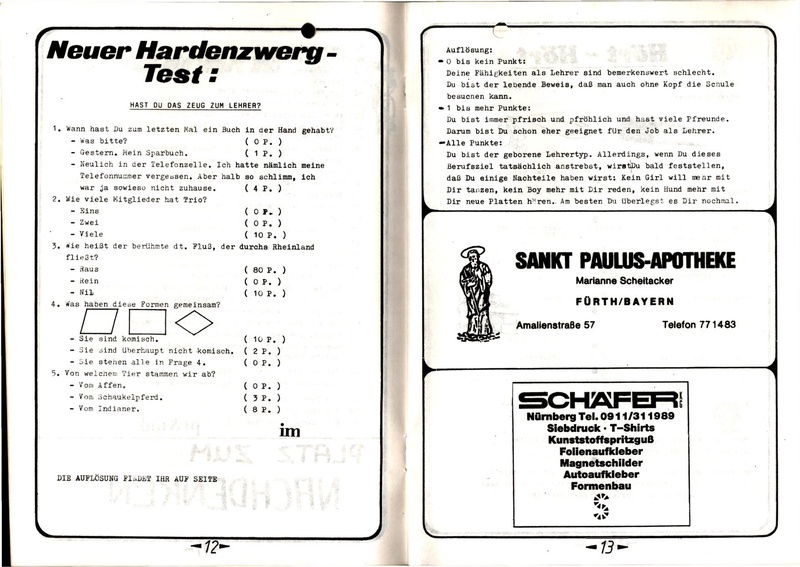 Neuer Hardenzwerg-
Test:
HAST DU DAS ZEUG ZUM LEHRER?
1. Wann hast Du zum letzten Mal ein Buch in der Hand gehabt?
- Was bitte? ( 0 P. )
- Gestern. Mein Sparbuch. ( 1 P. )
- Neulich in der Telefonzelle. Ich hatte nämlich meine
Telefonnummer vergessen. Aber halb so schlimm, ich
war ja sowieso nicht zuhause. ( 4 P. )
2. Wie viele Mitglieder hat Trio?
- Eins ( 0 P. )
- Zwei ( 0 P. )
- Viele ( 10 P. )
3. Wie heißt der berühmte dt. Fluß, der durchs Rheinland
fließt?
- Raus ( 80 P. )
- Rein ( 0 P. )
- Nil ( 10 P. )
4. Was haben diese Formen gemeinsam?
- Sie sind komisch. ( 10 P. )
- Sie sind überhaupt nicht komisch. ( 2 P. )
- Sie stehen alle in Frage 4. ( 0 P. )
5. Von welchem Tier stammen wir ab?
- Vom Affen. ( 0 P. )
- Vom Schaukelpferd. ( 3 P. )
- Vom Indianer. ( 8 P. )
im
DIE AUFLÖSUNG FINDET IHR AUF SEITE
12
Auflösung:
- 0 bis kein Punkt:
Deine Fähigkeiten als Lehrer sind bemerkenswert schlecht.
Du bist der lebende Beweis, daß man auch ohne Kopf die Schule
besuchen kann.
- 1 bis mehr Punkte:
Du bist immer pfrisch und pfröhlich und hast viele Pfreunde.
Darum bist Du schon eher geeignet für den Job als Lehrer.
- Alle Punkte:
Du bist der geborene Lehrertyp. Allerdings, wenn Du dieses
Berufsziel tatsächlich anstrebst, wirst Du bald feststellen,
daß Du einige Nachteile haben wirst: Kein Girl will mehr mit
Dir tanzen, kein Boy mehr mit Dir reden, kein Hund mehr mit
Dir neue Platten hören. Am besten Du überlegst es Dir nochmal.
SANKT PAULUS-APOTHEKE
Marianne Scheitacker
FÜRTH/BAYERN
Amalienstraße 57 Telefon 77 14 83
SCHÄFER
Nürnberg Tel. 0911/311989
Siebdruck · T-Shirts
Kunststoffspritzguß
Folienaufkleber
Magnetschilder
Autoaufkleber
Formenbau
13